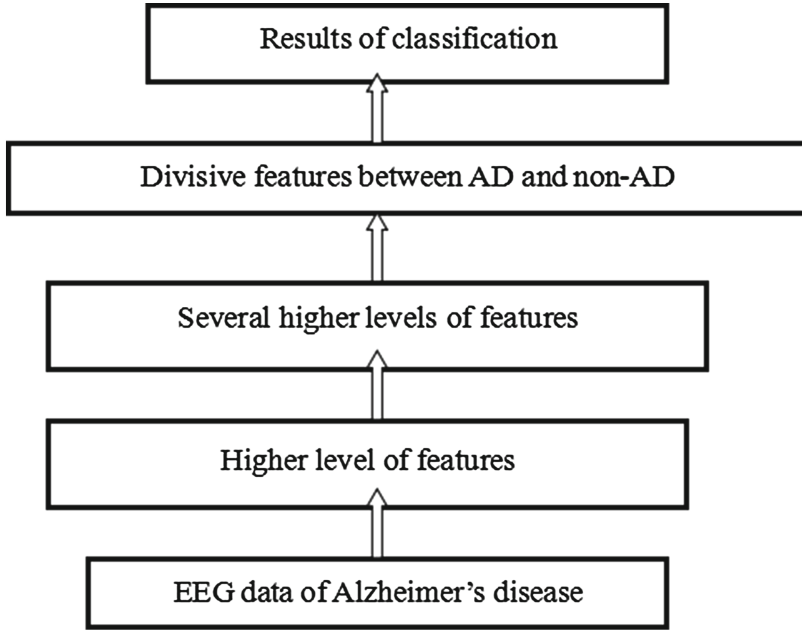 Results of classification
Divisive features between AD and non-AD
Several higher levels of features
Higher level of features
EEG data of Alzheimer’s disease